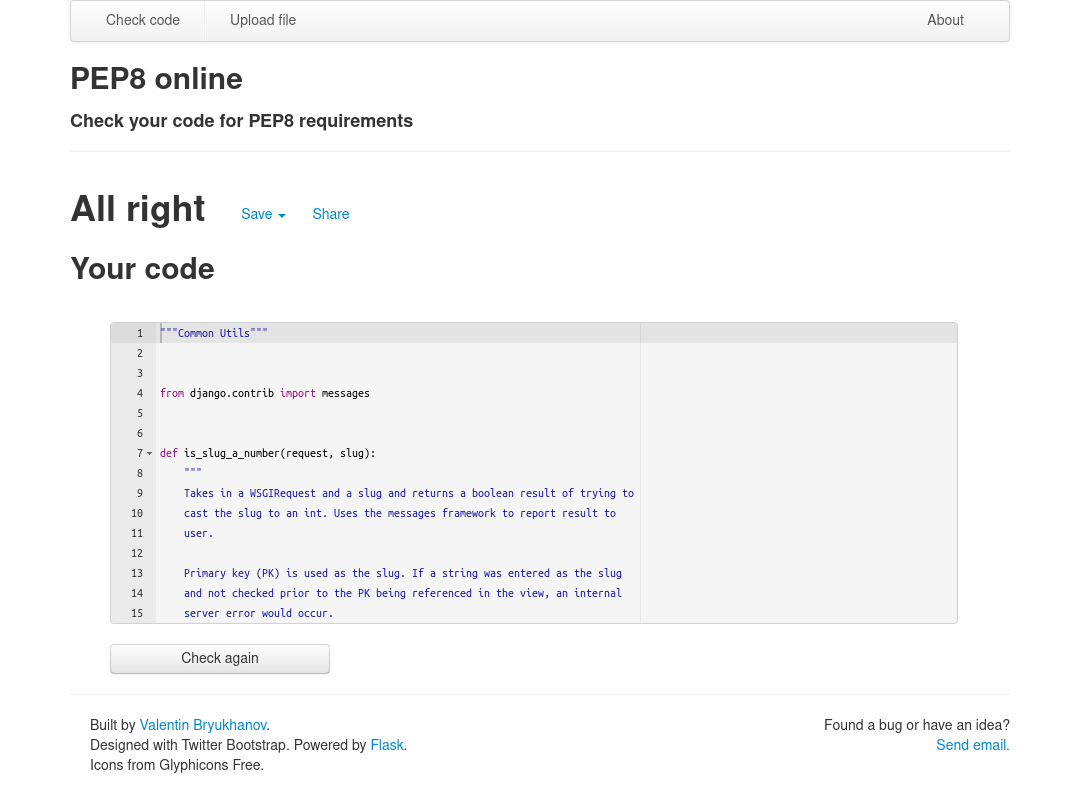 Check code Upload file About
PEP8 online
Check your code for PEP8 requirements
All right Save Share
Your code
1 """Common Utils"""
2
3
4 from django.contrib import messages
5
6
7 def is_slug_a_number(request, slug):
8     """
9     Takes in a WSGIRequest and a slug and returns a boolean result of trying to
10     cast the slug to an int. Uses the messages framework to report result to
11     user.
12
13     Primary key (PK) is used as the slug. If a string was entered as the slug
14     and not checked prior to the PK being referenced in the view, an internal
15     server error would occur.
Check again
Built by Valentin Bryukhanov. Found a bug or have an idea?
Designed with Twitter Bootstrap. Powered by Flask. Send email.
Icons from Glyphicons Free.